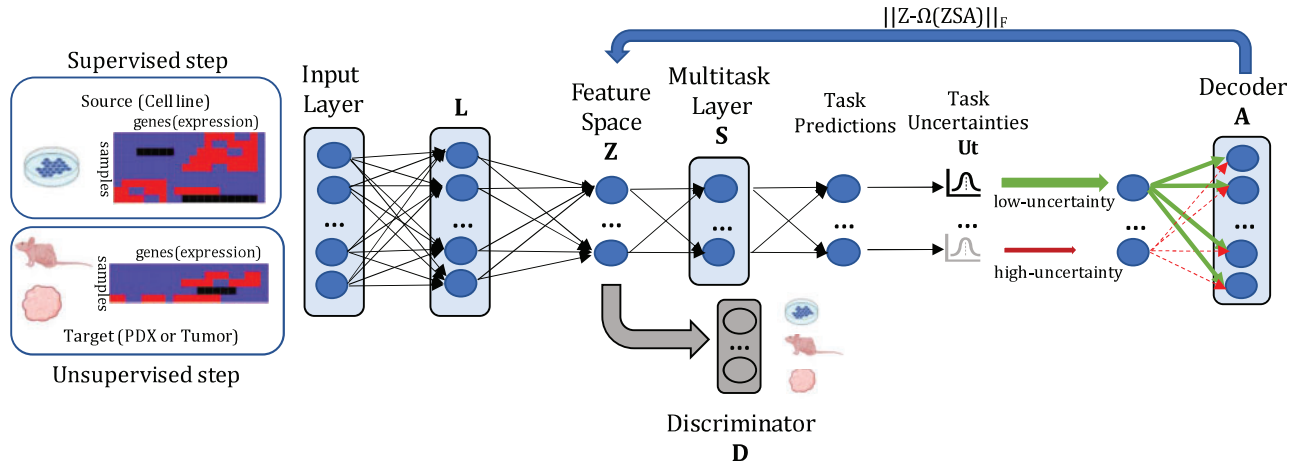 ||Z-Ω(ZSA)||F
Supervised step
Source (Cell line)
genes(expression)
samples
genes(expression)
samples
Target (PDX or Tumor)
Unsupervised step
Input
Layer
L
Feature
Space
Z
Multitask
Layer
S
Task
Predictions
Task
Uncertainties
Ut
low-uncertainty
high-uncertainty
Decoder
A
...
...
...
...
...
...
...
...
...
Discriminator
D